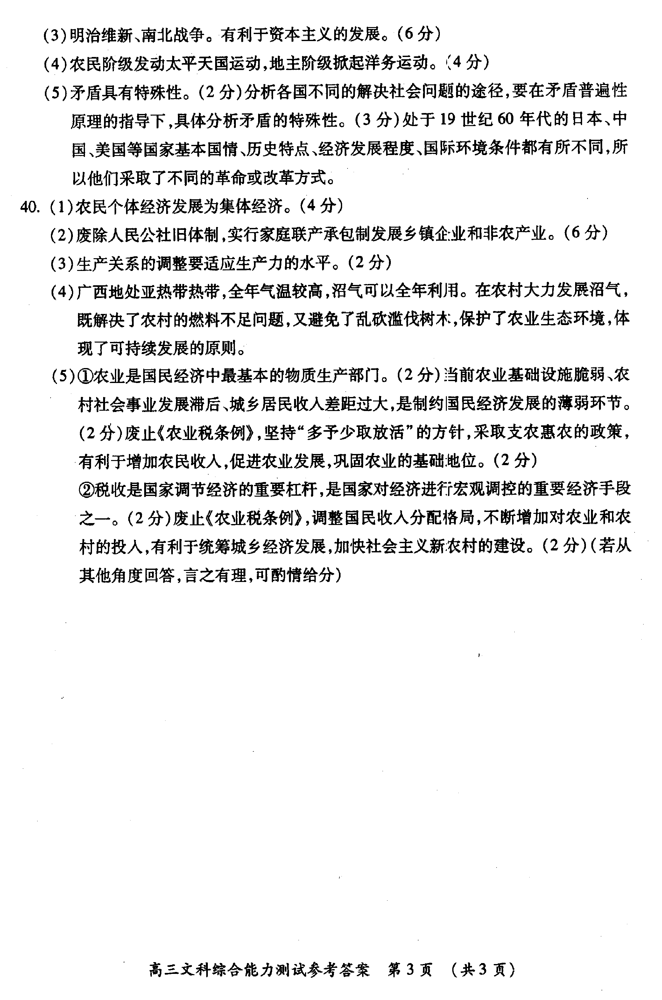 (3)明治维新、南北战争。有利于资本主义的发展。(6分)
(4)农民阶级发动太平天国运动,地主阶级掀起洋务运动。(4分)
(5)矛盾具有特殊性。(2分)分析各国不同的解决社会问题的途径,要在矛盾普遍性
原理的指导下,具体分析矛盾的特殊性。(3分)处于19世纪60年代的日本、中
国、美国等国家基本国情、历史特点、经济发展程度、国际环境条件都有所不同,所
以他们采取了不同的革命或改革方式。
40. (1)农民个体经济发展为集体经济。(4分)
(2)废除人民公社旧体制,实行家庭联产承包制发展乡镇企业和非农产业。(6分)
(3)生产关系的调整要适应生产力的水平。(2分)
(4)广西地处亚热带热带,全年气温较高,沼气可以全年利用。在农村大力发展沼气,
既解决了农村的燃料不足问题,又避免了乱砍滥伐树木,保护了农业生态环境,体
现了可持续发展的原则。
(5)①农业是国民经济中最基本的物质生产部门。(2分)当前农业基础设施脆弱、农
村社会事业发展滞后、城乡居民收入差距过大,是制约国民经济发展的薄弱环节。
(2分)废止《农业税条例》,坚持“多予少取放活”的方针,采取支农惠农的政策,
有利于增加农民收入,促进农业发展,巩固农业的基础地位。(2分)
②税收是国家调节经济的重要杠杆,是国家对经济进行宏观调控的重要经济手段
之一。(2分)废止《农业税条例》,调整国民收入分配格局,不断增加对农业和农
村的投入,有利于统筹城乡经济发展,加快社会主义新农村的建设。(2分)(若从
其他角度回答,言之有理,可酌情给分)
高三文科综合能力测试参考答案 第3页 (共3页)